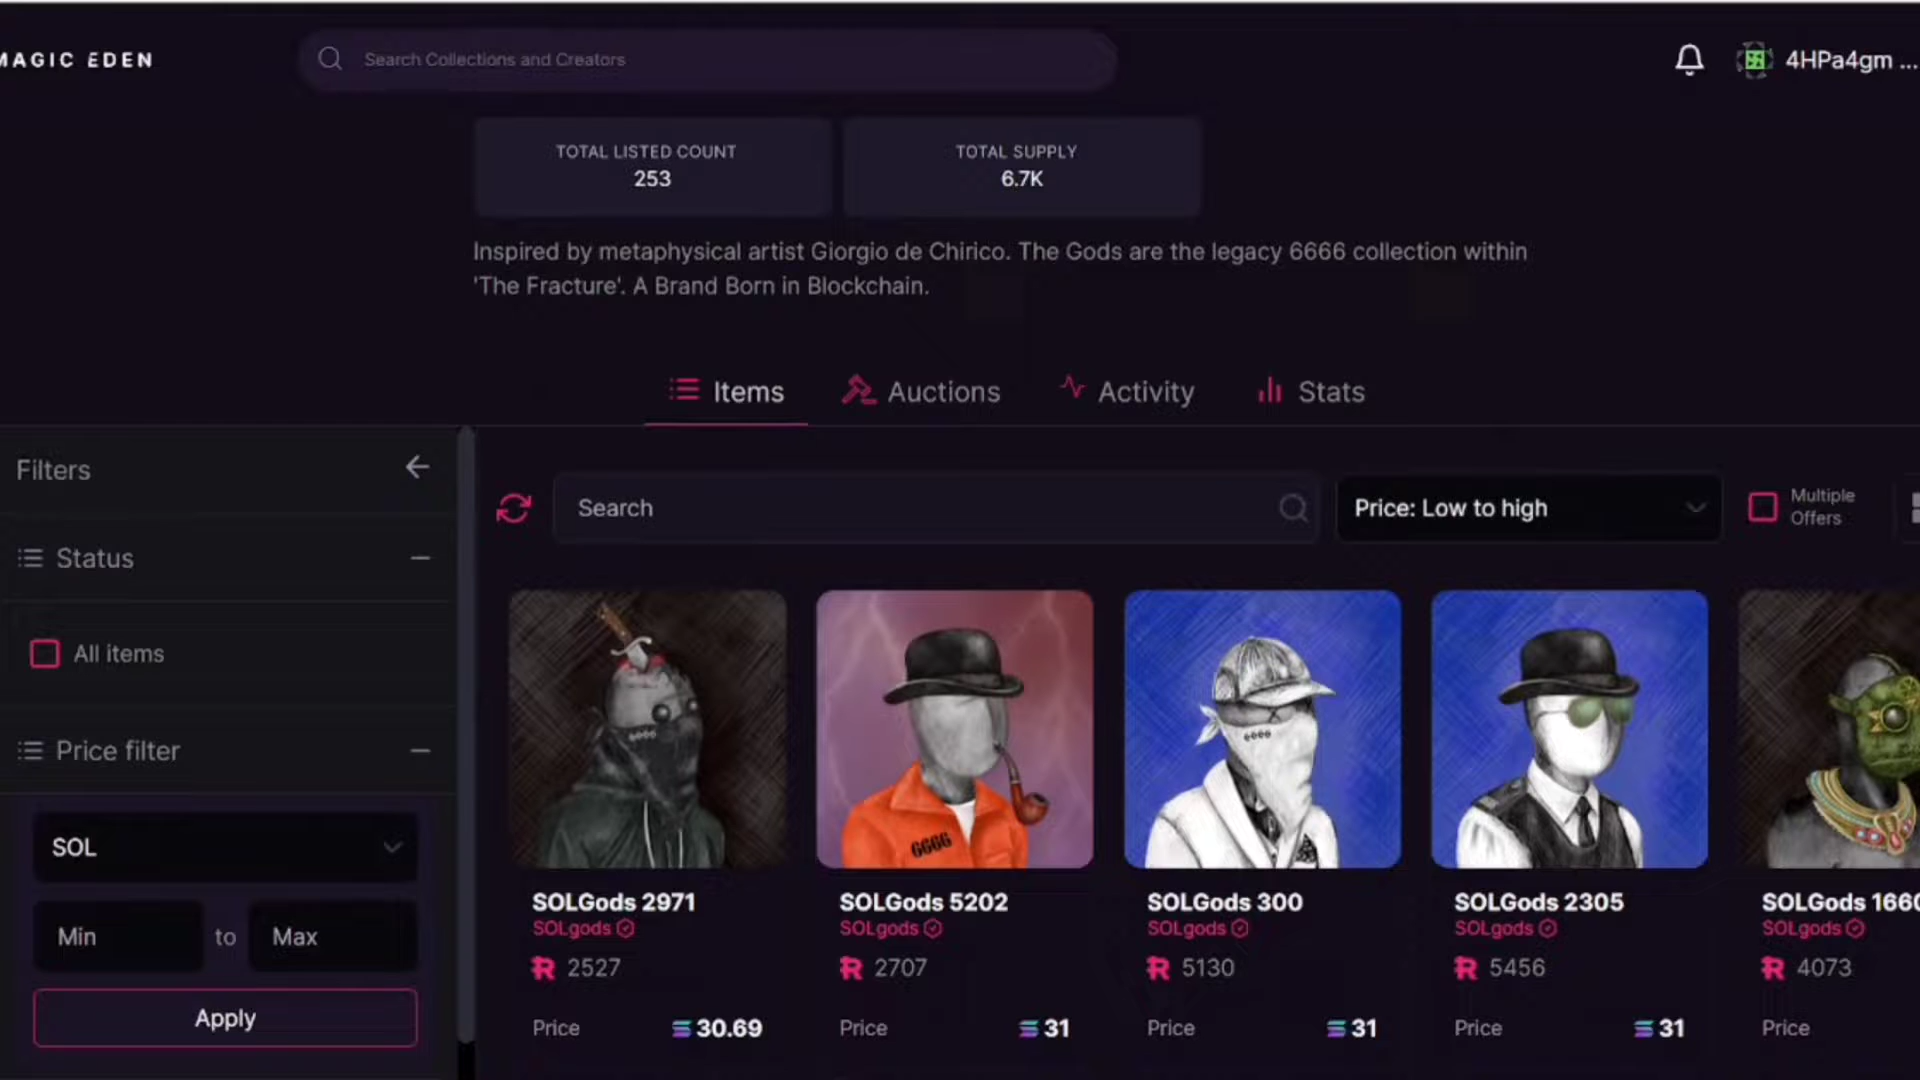 MAGIC EDEN
Search Collections and Creators
4HPa4gm ...
TOTAL LISTED COUNT
253
TOTAL SUPPLY
6.7K
Inspired by metaphysical artist Giorgio de Chirico. The Gods are the legacy 6666 collection within
'The Fracture'. A Brand Born in Blockchain.
Items
Auctions
Activity
Stats
Filters
Status
All items
Price filter
SOL
Min to Max
Apply
Search
Price: Low to high
Multiple
Offers
6666
6666
6666
SOLGods 2971
SOLgods
2527
Price 30.69
SOLGods 5202
SOLgods
2707
Price 31
SOLGods 300
SOLgods
5130
Price 31
SOLGods 2305
SOLgods
5456
Price 31
SOLGods 1660
SOLgods
4073
Price